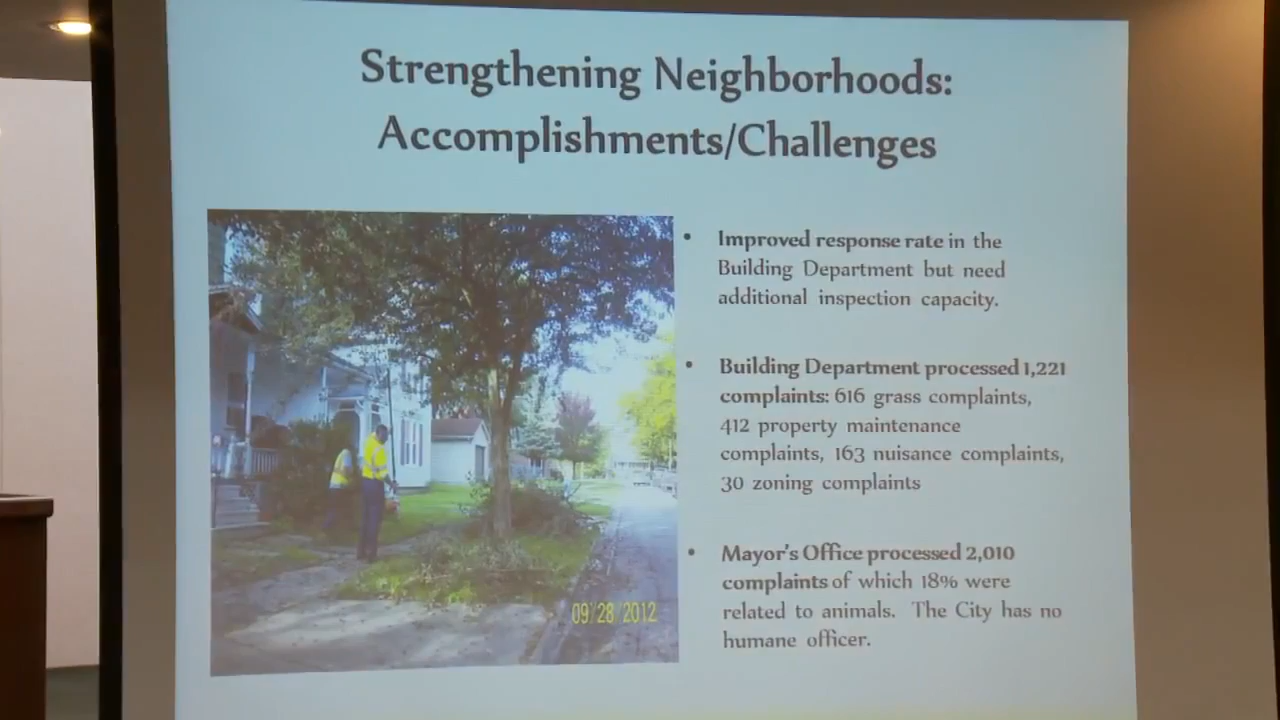 Strengthening Neighborhoods:
Accomplishments/Challenges
• Improved response rate in the
Building Department but need
additional inspection capacity.
• Building Department processed 1,221
complaints: 616 grass complaints,
412 property maintenance
complaints, 163 nuisance complaints,
30 zoning complaints
• Mayor's Office processed 2,010
complaints of which 18% were
related to animals. The City has no
humane officer.
09/28/2012